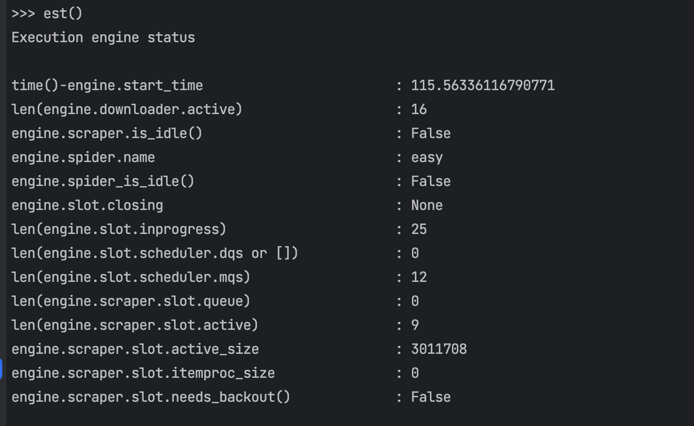 >>> est()
Execution engine status
time()-engine.start_time : 115.56336116790771
len(engine.downloader.active) : 16
engine.scraper.is_idle() : False
engine.spider.name : easy
engine.spider_is_idle() : False
engine.slot.closing : None
len(engine.slot.inprogress) : 25
len(engine.slot.scheduler.dqs or []) : 0
len(engine.slot.scheduler.mqs) : 12
len(engine.scraper.slot.queue) : 0
len(engine.scraper.slot.active) : 9
engine.scraper.slot.active_size : 3011708
engine.scraper.slot.itemproc_size : 0
engine.scraper.slot.needs_backout() : False